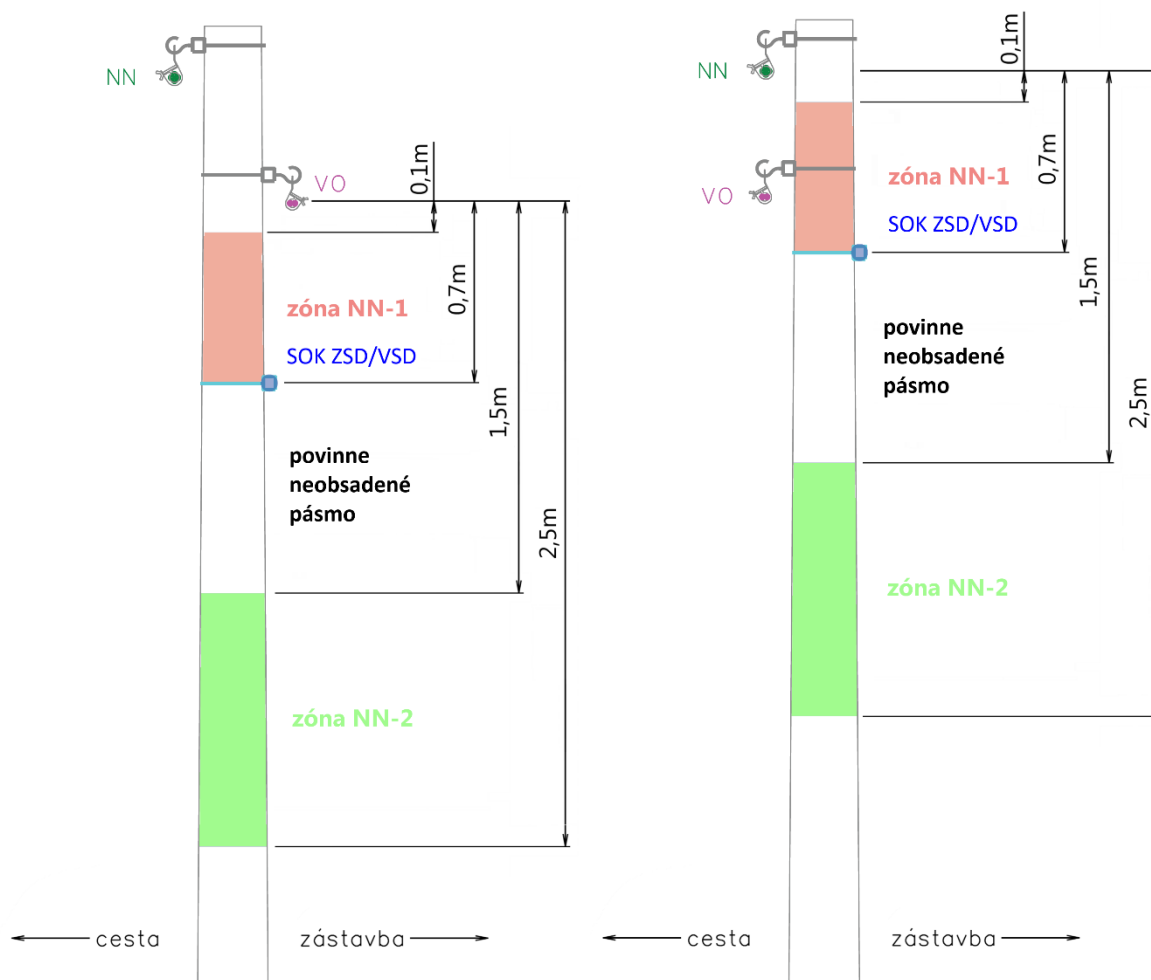 NN
VO
0,1m
zóna NN-1
SOK ZSD/VSD
0,7m
povinne
neobsadené
pásmo
1,5m
2,5m
zóna NN-2
cesta
zástavba
NN
VO
0,1m
zóna NN-1
SOK ZSD/VSD
0,7m
povinne
neobsadené
pásmo
1,5m
2,5m
zóna NN-2
cesta
zástavba